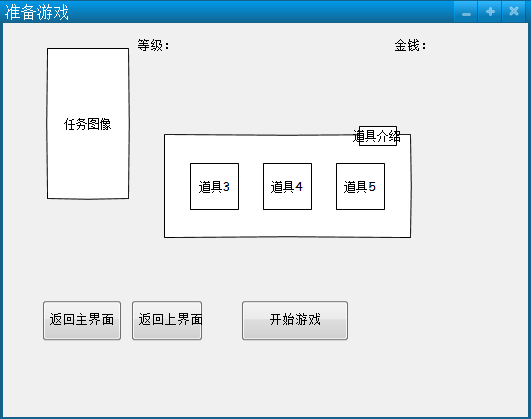 准备游戏
等级：
金钱：
任务图像
道具介绍
道具3
道具4
道具5
返回主界面
返回上界面
开始游戏